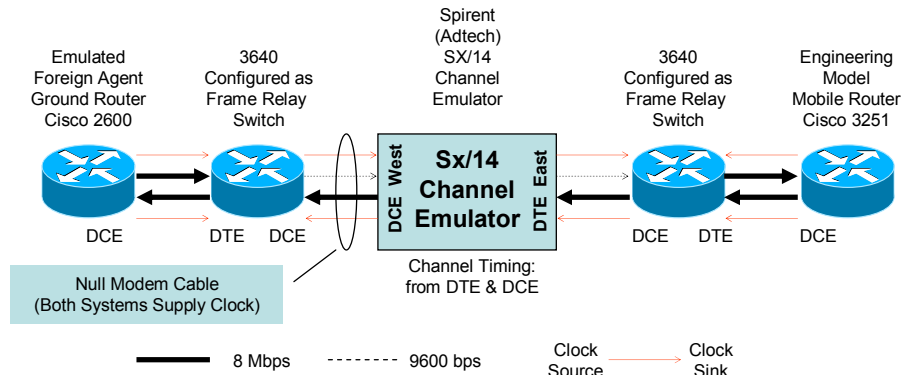 Emulated
Foreign Agent
Ground Router
Cisco 2600
3640
Configured as
Frame Relay
Switch
Spirent
(Adtech)
SX/14
Channel
Emulator
3640
Configured as
Frame Relay
Switch
Engineering
Model
Mobile Router
Cisco 3251
DCE West
Sx/14
Channel
Emulator
DTE East
DCE
DTE
DCE
DCE
DTE
DCE
Channel Timing:
from DTE & DCE
Null Modem Cable
(Both Systems Supply Clock)
8 Mbps
9600 bps
Clock
Source
Clock
Sink